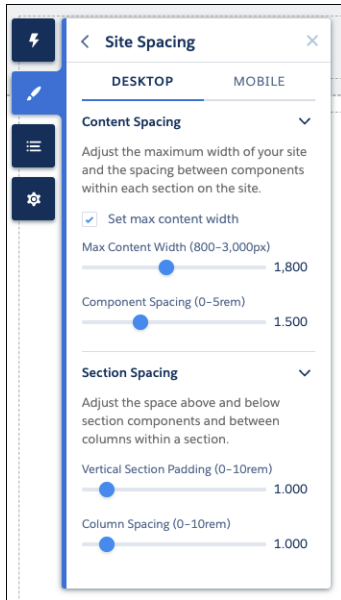 Site Spacing
DESKTOP
MOBILE
Content Spacing
Adjust the maximum width of your site
and the spacing between components
within each section on the site.
Set max content width
Max Content Width (800–3,000px)
1,800
Component Spacing (0–5rem)
1.500
Section Spacing
Adjust the space above and below
section components and between
columns within a section.
Vertical Section Padding (0–10rem)
1.000
Column Spacing (0–10rem)
1.000